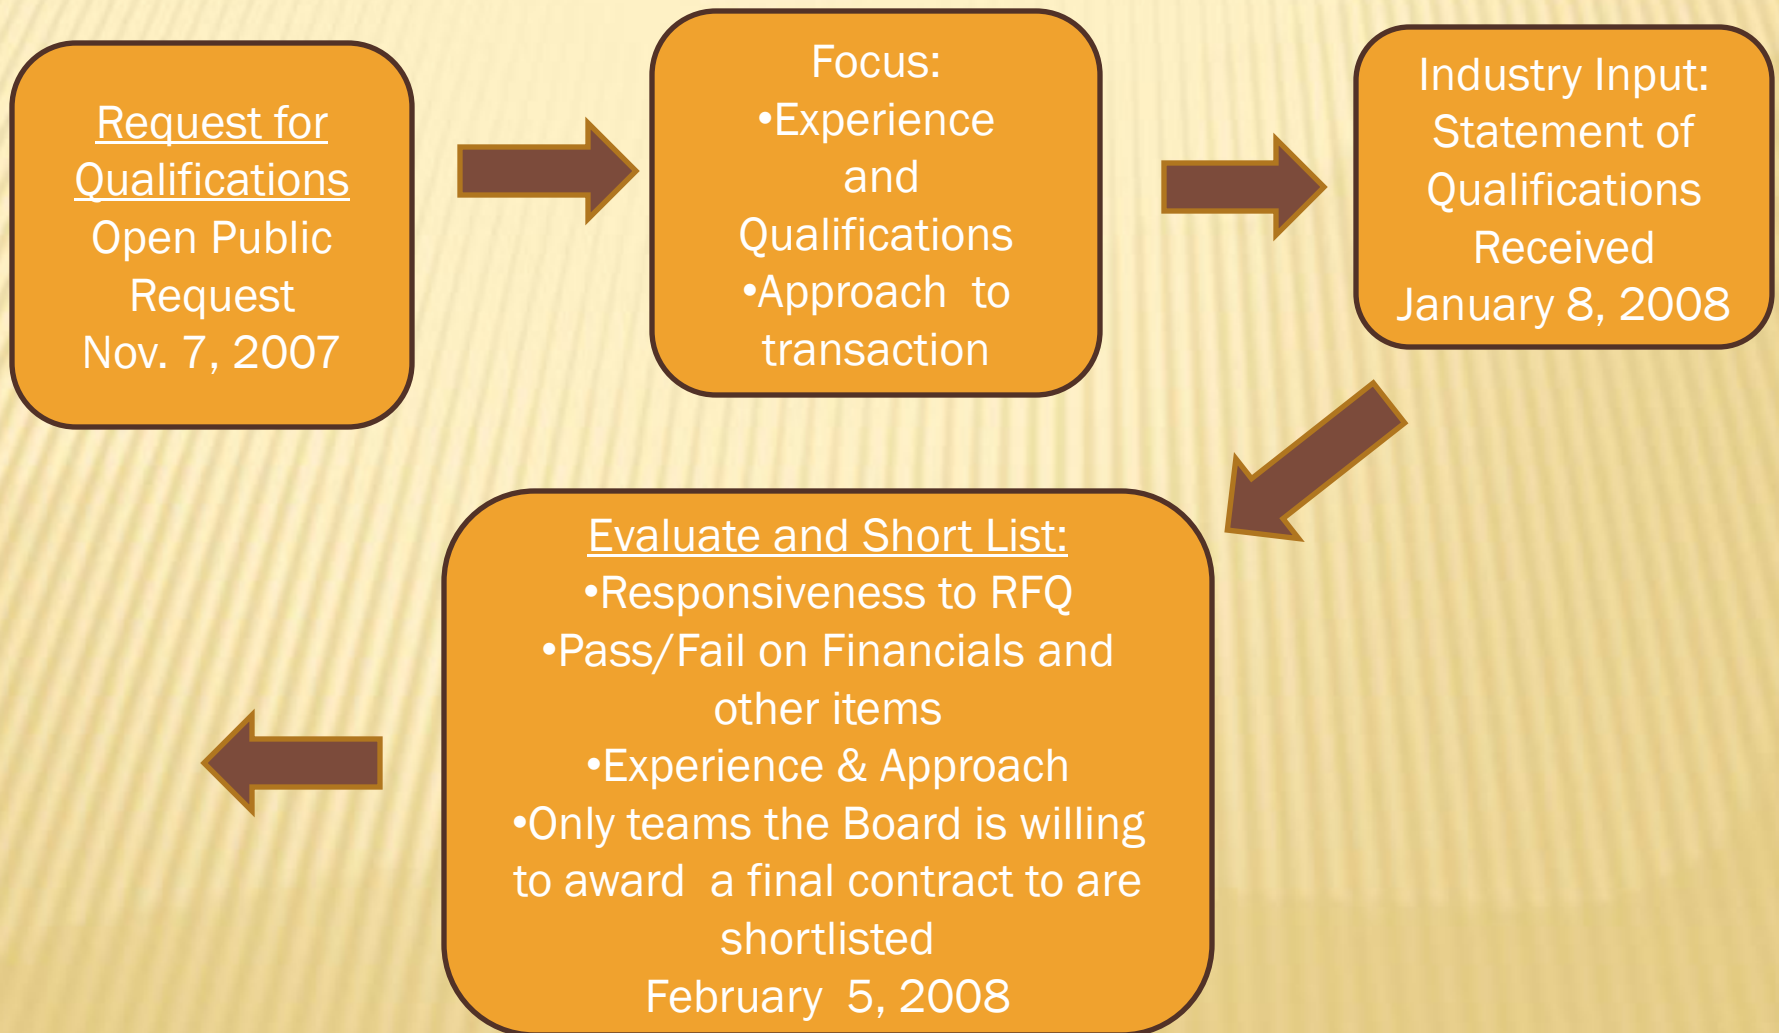 Request for
Qualifications
Open Public
Request
Nov. 7, 2007
Focus:
•Experience
and
Qualifications
•Approach  to
transaction
Industry Input:
Statement of
Qualifications
Received
January 8, 2008
Evaluate and Short List:
•Responsiveness to RFQ
•Pass/Fail on Financials and
other items
•Experience & Approach
•Only teams the Board is willing
to award  a final contract to are
shortlisted
February  5, 2008